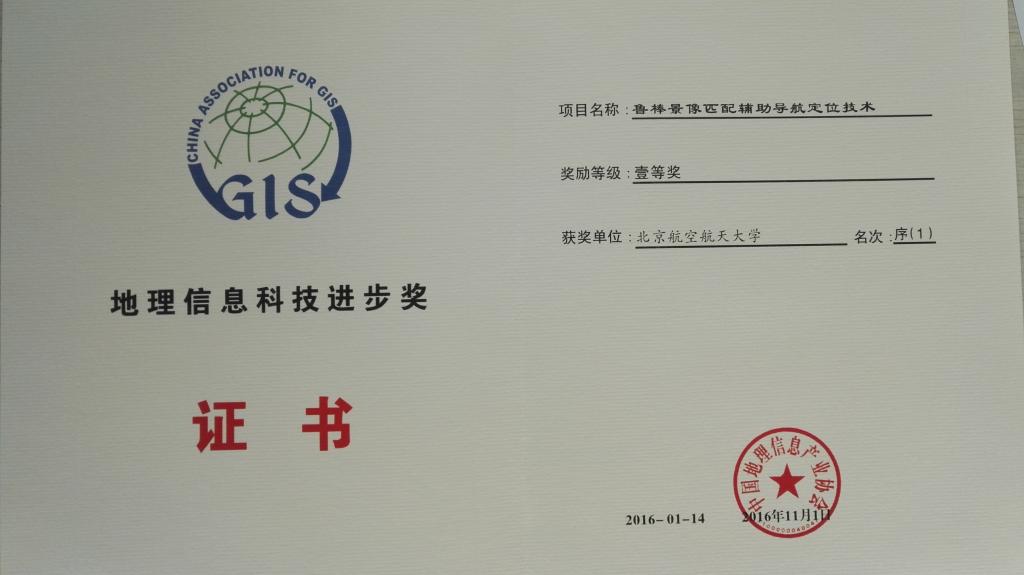 CHINA ASSOCIATION FOR GIS
GIS
地理信息科技进步奖
证书
项目名称：鲁棒景像匹配辅助导航定位技术
奖励等级：壹等奖
获奖单位：北京航空航天大学 名次：序(1)
中国地理信息产业协会
2016-01-14 2016年11月1日